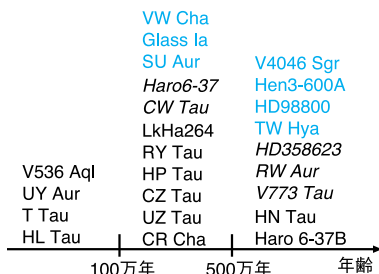 V536 Aql
UY Aur
T Tau
HL Tau
VW Cha
Glass Ia
SU Aur
Haro6-37
CW Tau
LkHa264
RY Tau
HP Tau
CZ Tau
UZ Tau
CR Cha
V4046 Sgr
Hen3-600A
HD98800
TW Hya
HD358623
RW Aur
V773 Tau
HN Tau
Haro 6-37B
100万年
500万年
年齢